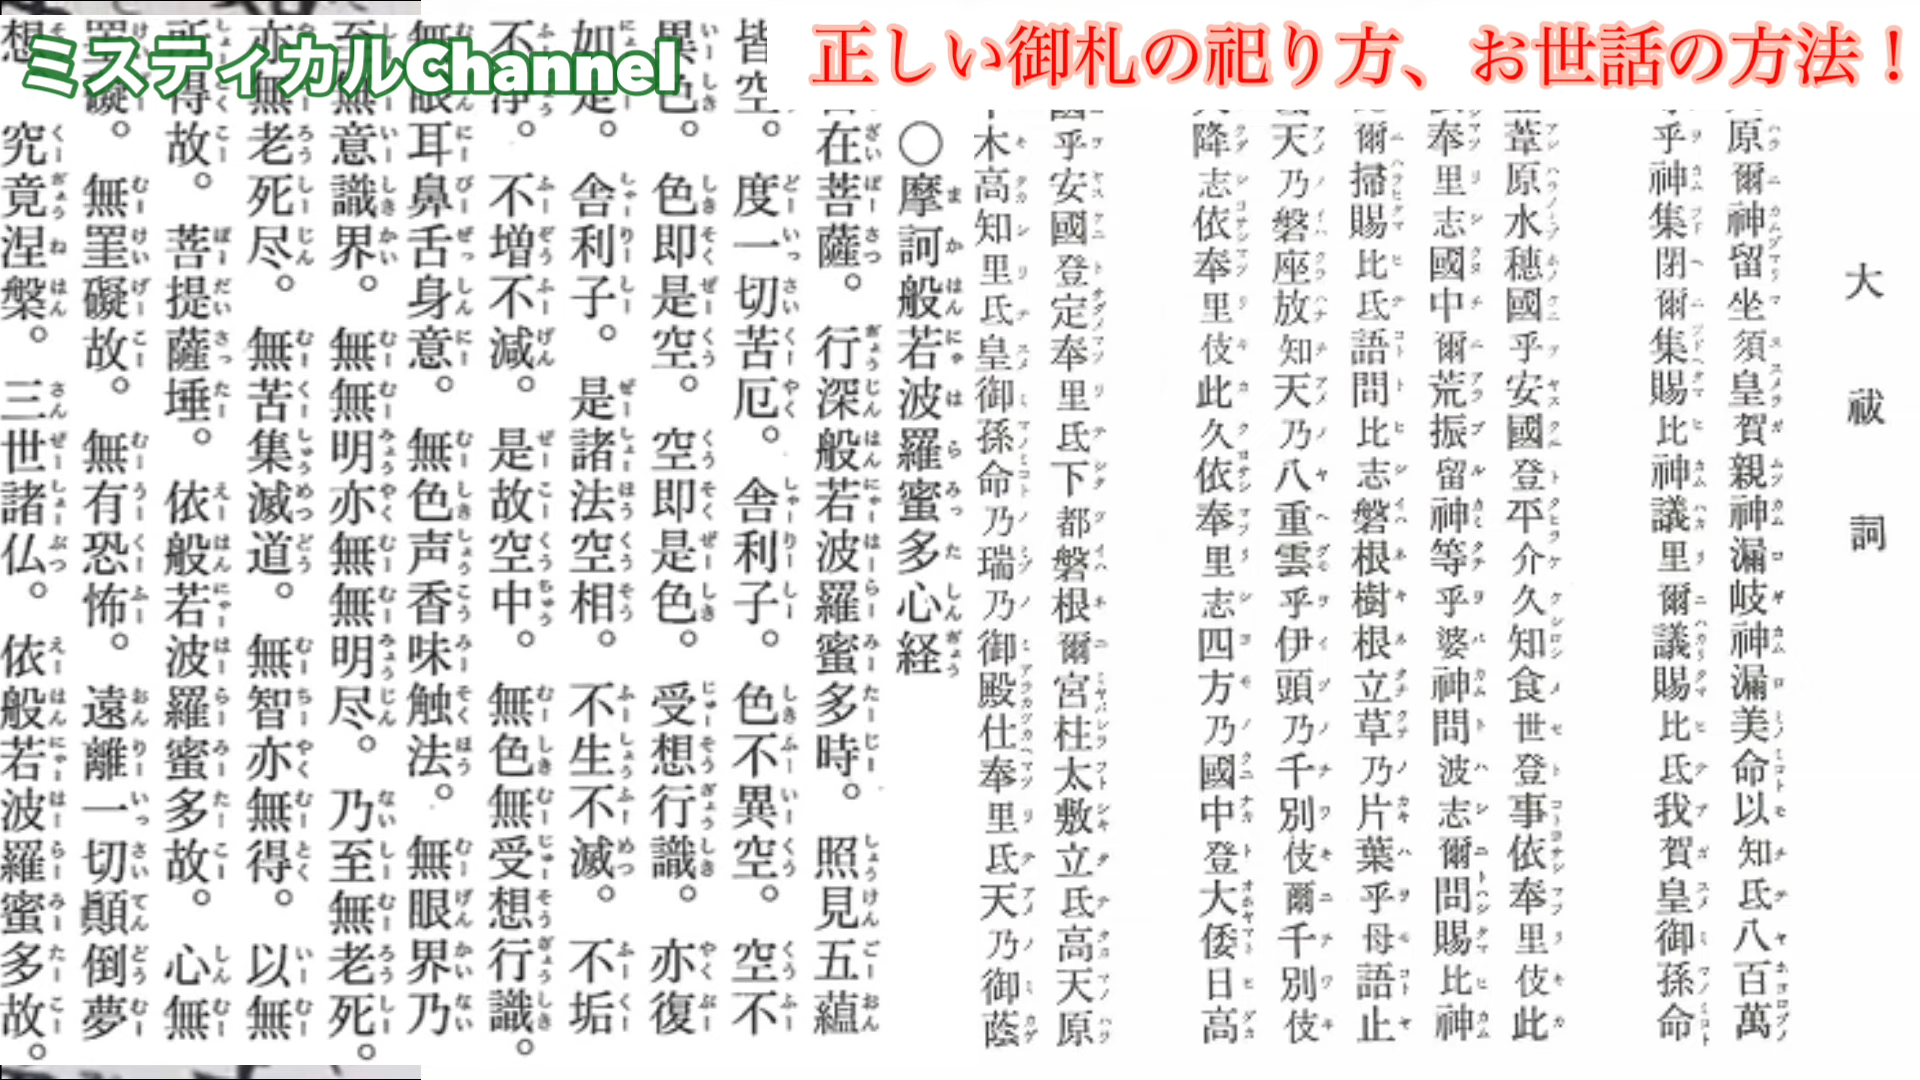 ミスティカルChannel
正しい御札の祀り方、お世話の方法！
大祓詞
原爾神留坐須皇賀親神漏岐神漏美命以知氐八百萬
乎神集閉爾集賜比神議里爾議賜比氐我賀皇御孫命
葦原水穂國乎安國登平介久知食世登事依奉里伎此
奉里志國中爾荒振留神等乎婆神問波志爾問賜比神
爾掃賜比氐語問比志磐根樹根立草乃片葉乎母語止
天乃磐座放知天乃八重雲乎伊頭乃千別伎爾千別伎
降志依奉里伎此久依奉里志四方乃國中登大倭日高
乎安國登定奉里氐下都磐根爾宮柱太敷立氐高天原
木高知里氐皇御孫命乃瑞乃御殿仕奉里氐天乃御蔭
〇摩訶般若波羅蜜多心経
在菩薩。行深般若波羅蜜多時。照見五蘊
皆空。度一切苦厄。舎利子。色不異空。空不
異色。色即是空。空即是色。受想行識。亦復
如是。舎利子。是諸法空相。不生不滅。不垢
不浄。不増不減。是故空中。無色無受想行識。
無眼耳鼻舌身意。無色声香味触法。無眼界乃
至無意識界。無無明亦無無明尽。乃至無老死。
亦無老死尽。無苦集滅道。無智亦無得。以無
所得故。菩提薩埵。依般若波羅蜜多故。心無
罣礙。無罣礙故。無有恐怖。遠離一切顛倒夢
想究竟涅槃。三世諸仏。依般若波羅蜜多故。